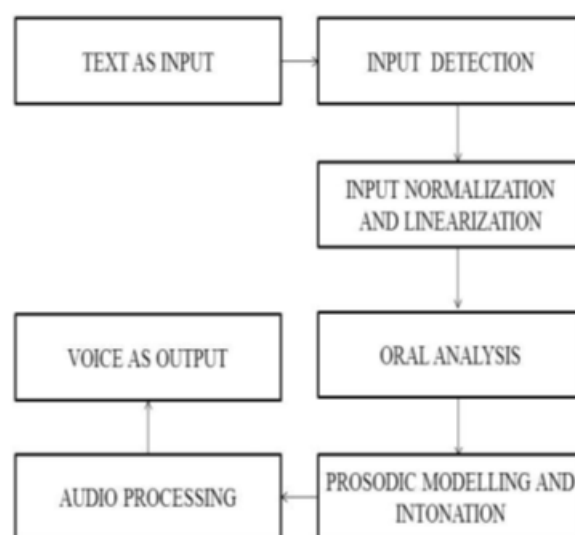 TEXT AS INPUT
INPUT DETECTION
INPUT NORMALIZATION
AND LINEARIZATION
ORAL ANALYSIS
PROSODIC MODELLING AND
INTONATION
AUDIO PROCESSING
VOICE AS OUTPUT